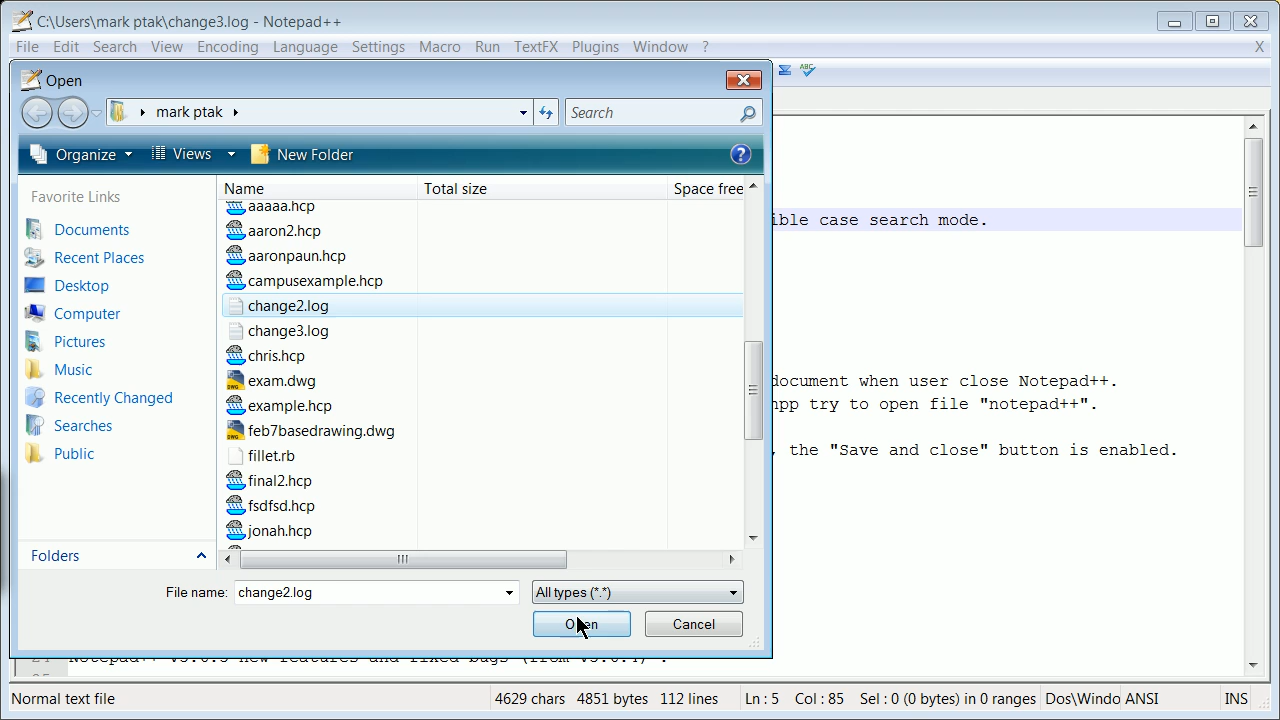 C:\Users\mark ptak\change3.log - Notepad++
File Edit Search View Encoding Language Settings Macro Run TextFX Plugins Window ? X
Open
ABC
mark ptak
Search
Organize Views New Folder ?
Favorite Links
Documents
Recent Places
Desktop
Computer
Pictures
Music
Recently Changed
Searches
Public
Folders
Name Total size Space free
aaaaa.hcp
aaron2.hcp
aaronpaun.hcp
campusexample.hcp
change2.log
change3.log
chris.hcp
exam.dwg
example.hcp
feb7basedrawing.dwg
fillet.rb
final2.hcp
fsdfsd.hcp
jonah.hcp
File name: change2.log All types (*.*)
Open Cancel
ible case search mode.
document when user close Notepad++.
npp try to open file "notepad++".
, the "Save and close" button is enabled.
Normal text file 4629 chars 4851 bytes 112 lines Ln : 5 Col : 85 Sel : 0 (0 bytes) in 0 ranges Dos\Windo ANSI INS